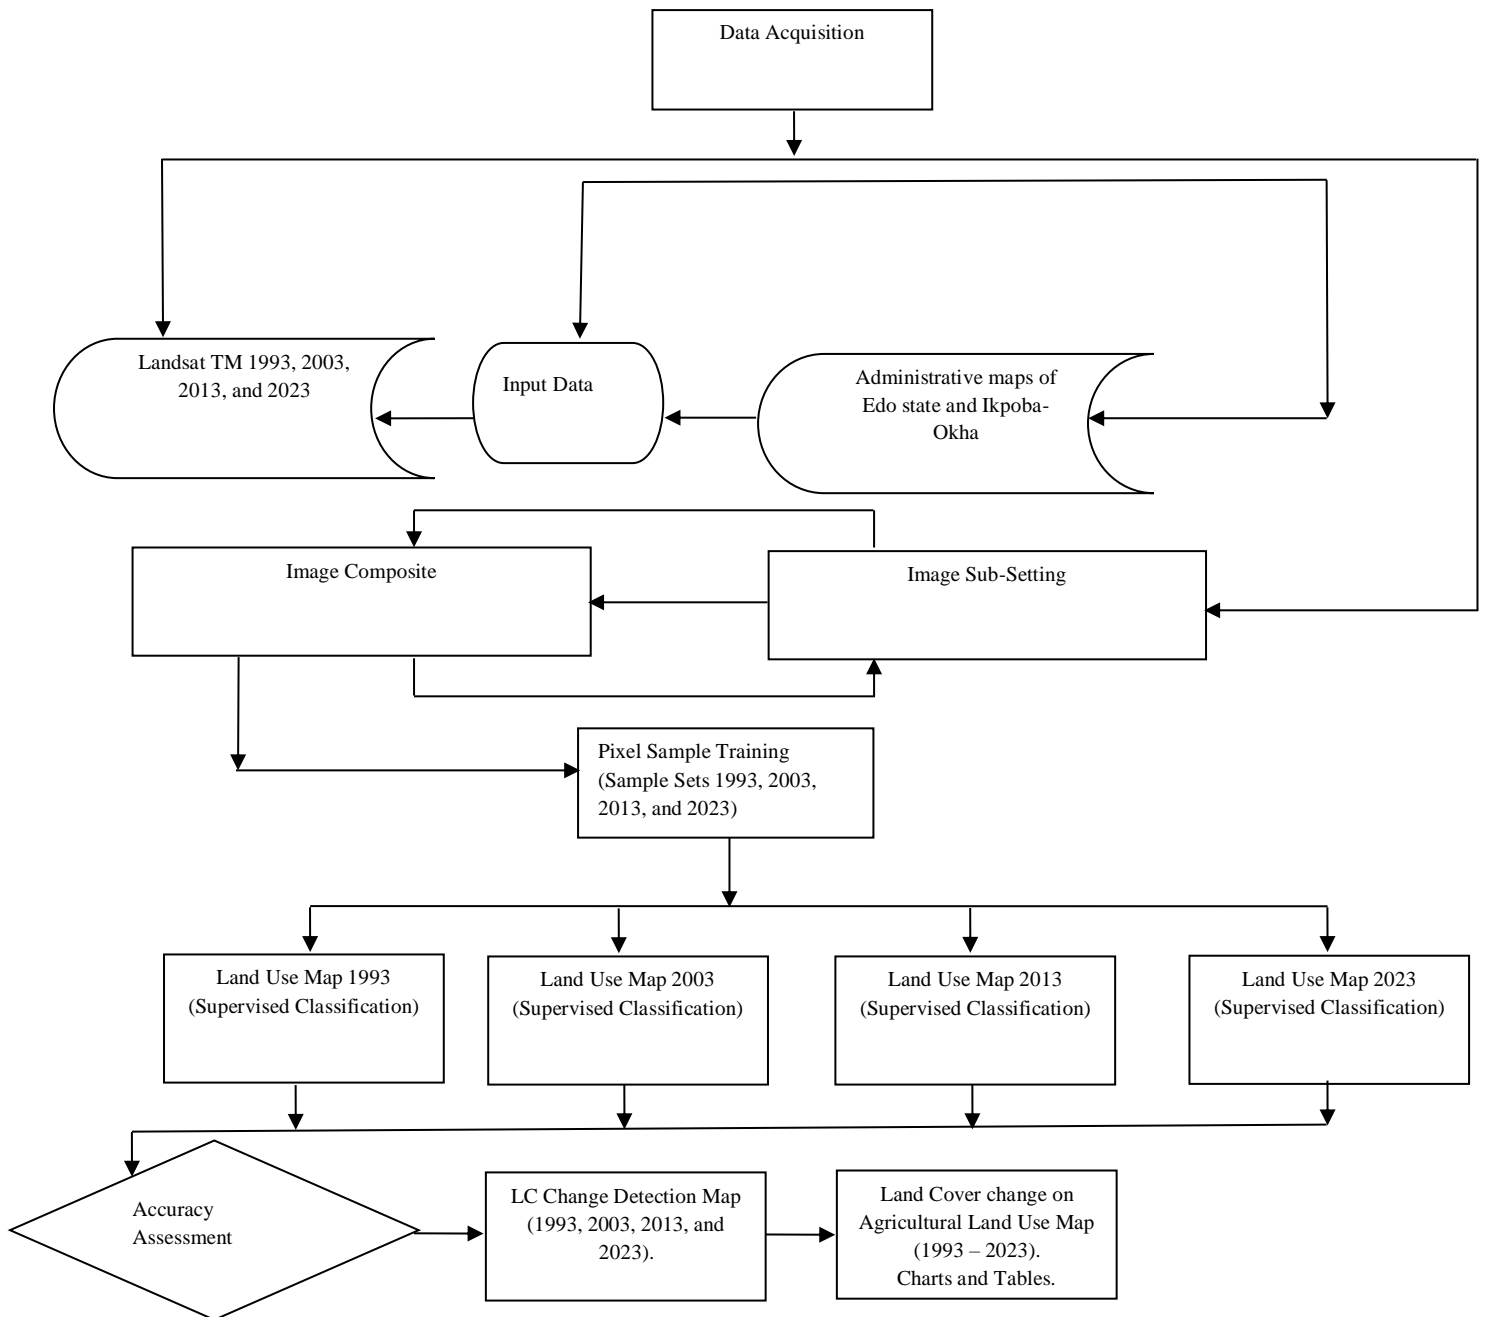 Data Acquisition
Landsat TM 1993, 2003,
2013, and 2023
Input Data
Administrative maps of
Edo state and Ikpoba-
Okha
Image Composite
Image Sub-Setting
Pixel Sample Training
(Sample Sets 1993, 2003,
2013, and 2023)
Land Use Map 1993
(Supervised Classification)
Land Use Map 2003
(Supervised Classification)
Land Use Map 2013
(Supervised Classification)
Land Use Map 2023
(Supervised Classification)
Accuracy
Assessment
LC Change Detection Map
(1993, 2003, 2013, and
2023).
Land Cover change on
Agricultural Land Use Map
(1993 – 2023).
Charts and Tables.